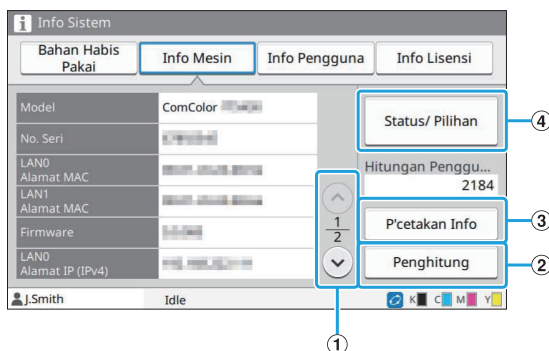 i Info Sistem
Bahan Habis
Pakai
Info Mesin
Info Pengguna
Info Lisensi
Model
ComColor
No. Seri
LAN0
Alamat MAC
LAN1
Alamat MAC
Firmware
LAN0
Alamat IP (IPv4)
1
2
Status/ Pilihan
4
Hitungan Penggu...
2184
P'cetakan Info
3
Penghitung
2
J.Smith
Idle
K C M Y
1